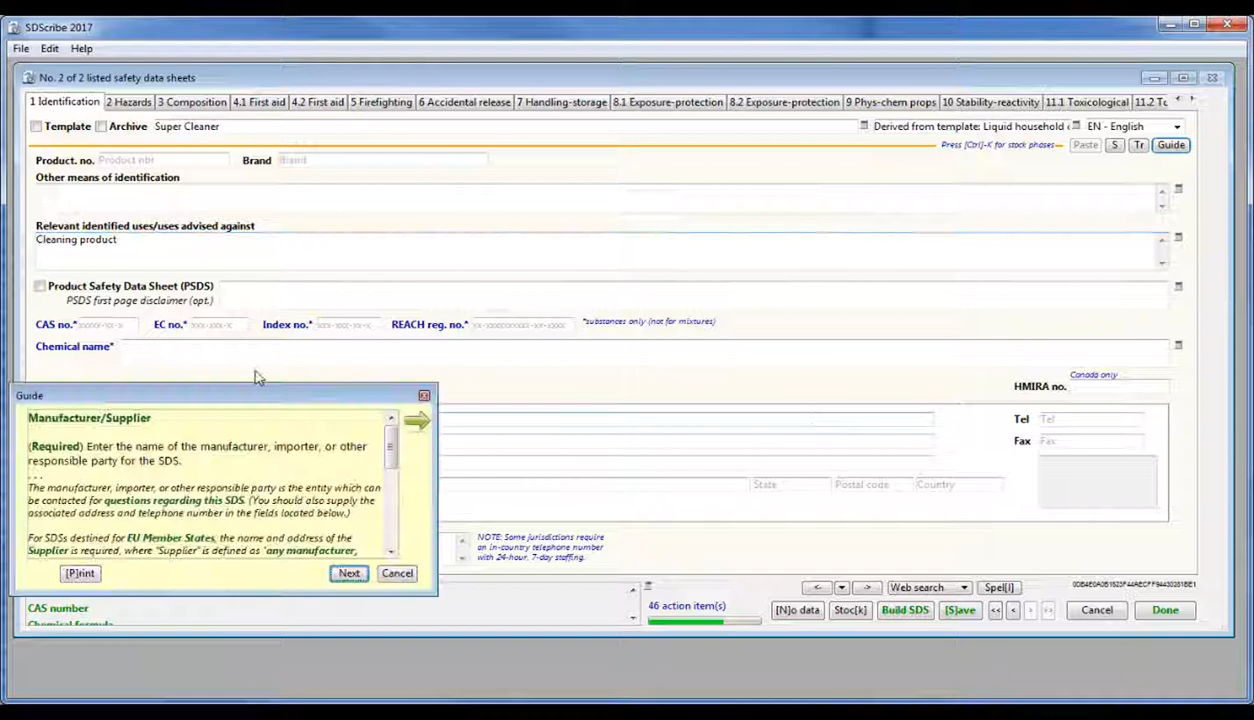 SDScribe 2017
File Edit Help
No. 2 of 2 listed safety data sheets
1 Identification 2 Hazards 3 Composition 4.1 First aid 4.2 First aid 5 Firefighting 6 Accidental release 7 Handling-storage 8.1 Exposure-protection 8.2 Exposure-protection 9 Phys-chem props 10 Stability-reactivity 11.1 Toxicological 11.2 Tc
Template Archive Super Cleaner Derived from template: Liquid household EN - English
Press [Ctrl]-K for stock phases Paste S Tr Guide
Product. no. Product nbr Brand Brand
Other means of identification
Relevant identified uses/uses advised against
Cleaning product
Product Safety Data Sheet (PSDS)
PSDS first page disclaimer (opt.)
CAS no.* EC no.* Index no.* REACH reg. no.* *substances only (not for mixtures)
Chemical name*
Canada only
HMIRA no.
Guide
Manufacturer/Supplier
Tel Tel
(Required) Enter the name of the manufacturer, importer, or other
Fax Fax
responsible party for the SDS.
. . .
The manufacturer, importer, or other responsible party is the entity which can
State Postal code Country
be contacted for questions regarding this SDS. (You should also supply the
associated address and telephone number in the fields located below.)
For SDSs destined for EU Member States, the name and address of the
Supplier is required, where "Supplier" is defined as "any manufacturer,
NOTE: Some jurisdictions require
an in-country telephone number
with 24-hour, 7-day staffing.
[P]rint Next Cancel
<- -> Web search Spel[l]
CAS number
46 action item(s) [N]o data Stoc[k] Build SDS [S]ave << < > >> Cancel Done
Chemical formula